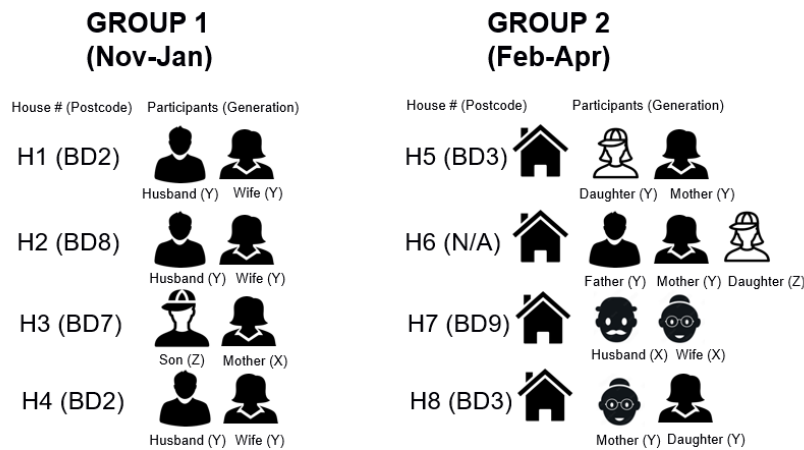 GROUP 1
(Nov-Jan)
House # (Postcode) Participants (Generation)
H1 (BD2)
Husband (Y) Wife (Y)
H2 (BD8)
Husband (Y) Wife (Y)
H3 (BD7)
Son (Z) Mother (X)
H4 (BD2)
Husband (Y) Wife (Y)
GROUP 2
(Feb-Apr)
House # (Postcode) Participants (Generation)
H5 (BD3)
Daughter (Y) Mother (Y)
H6 (N/A)
Father (Y) Mother (Y) Daughter (Z)
H7 (BD9)
Husband (X) Wife (X)
H8 (BD3)
Mother (Y) Daughter (Y)